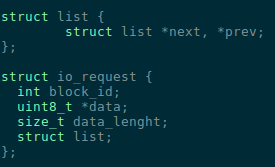 struct list {
struct list *next, *prev;
};
struct io_request {
int block_id;
uint8_t *data;
size_t data_lenght;
struct list;
};